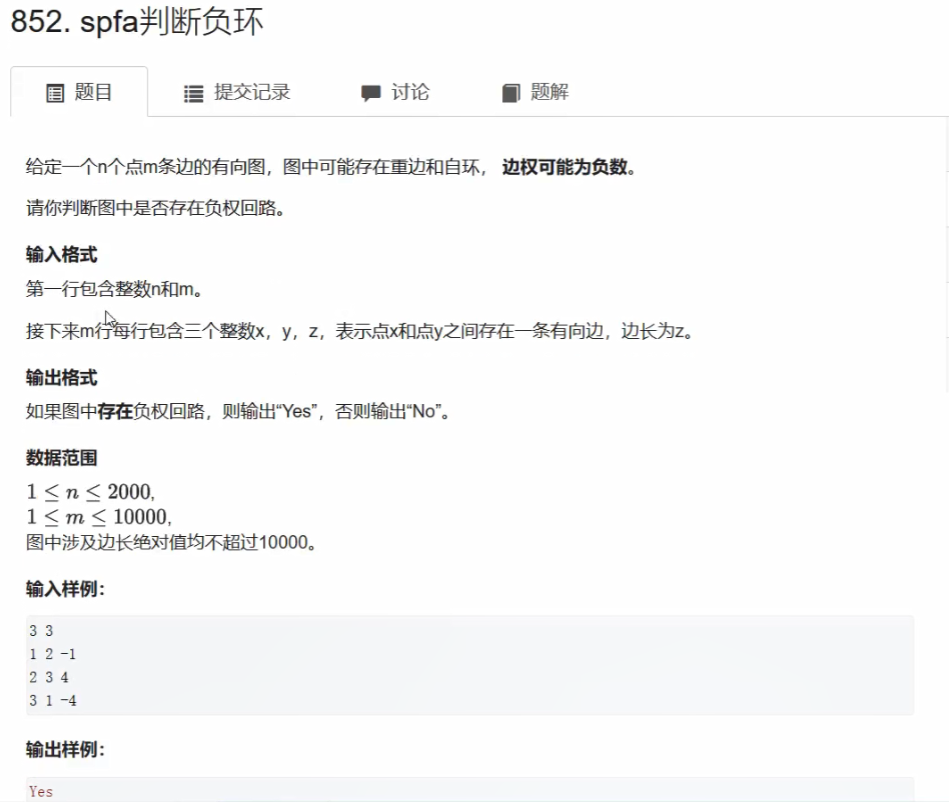 852. spfa判断负环
题目 提交记录 讨论 题解
给定一个n个点m条边的有向图，图中可能存在重边和自环， 边权可能为负数。
请你判断图中是否存在负权回路。
输入格式
第一行包含整数n和m。
接下来m行每行包含三个整数x，y，z，表示点x和点y之间存在一条有向边，边长为z。
输出格式
如果图中存在负权回路，则输出“Yes”，否则输出“No”。
数据范围
1 ≤ n ≤ 2000,
1 ≤ m ≤ 10000,
图中涉及边长绝对值均不超过10000。
输入样例：
3 3
1 2 -1
2 3 4
3 1 -4
输出样例：
Yes